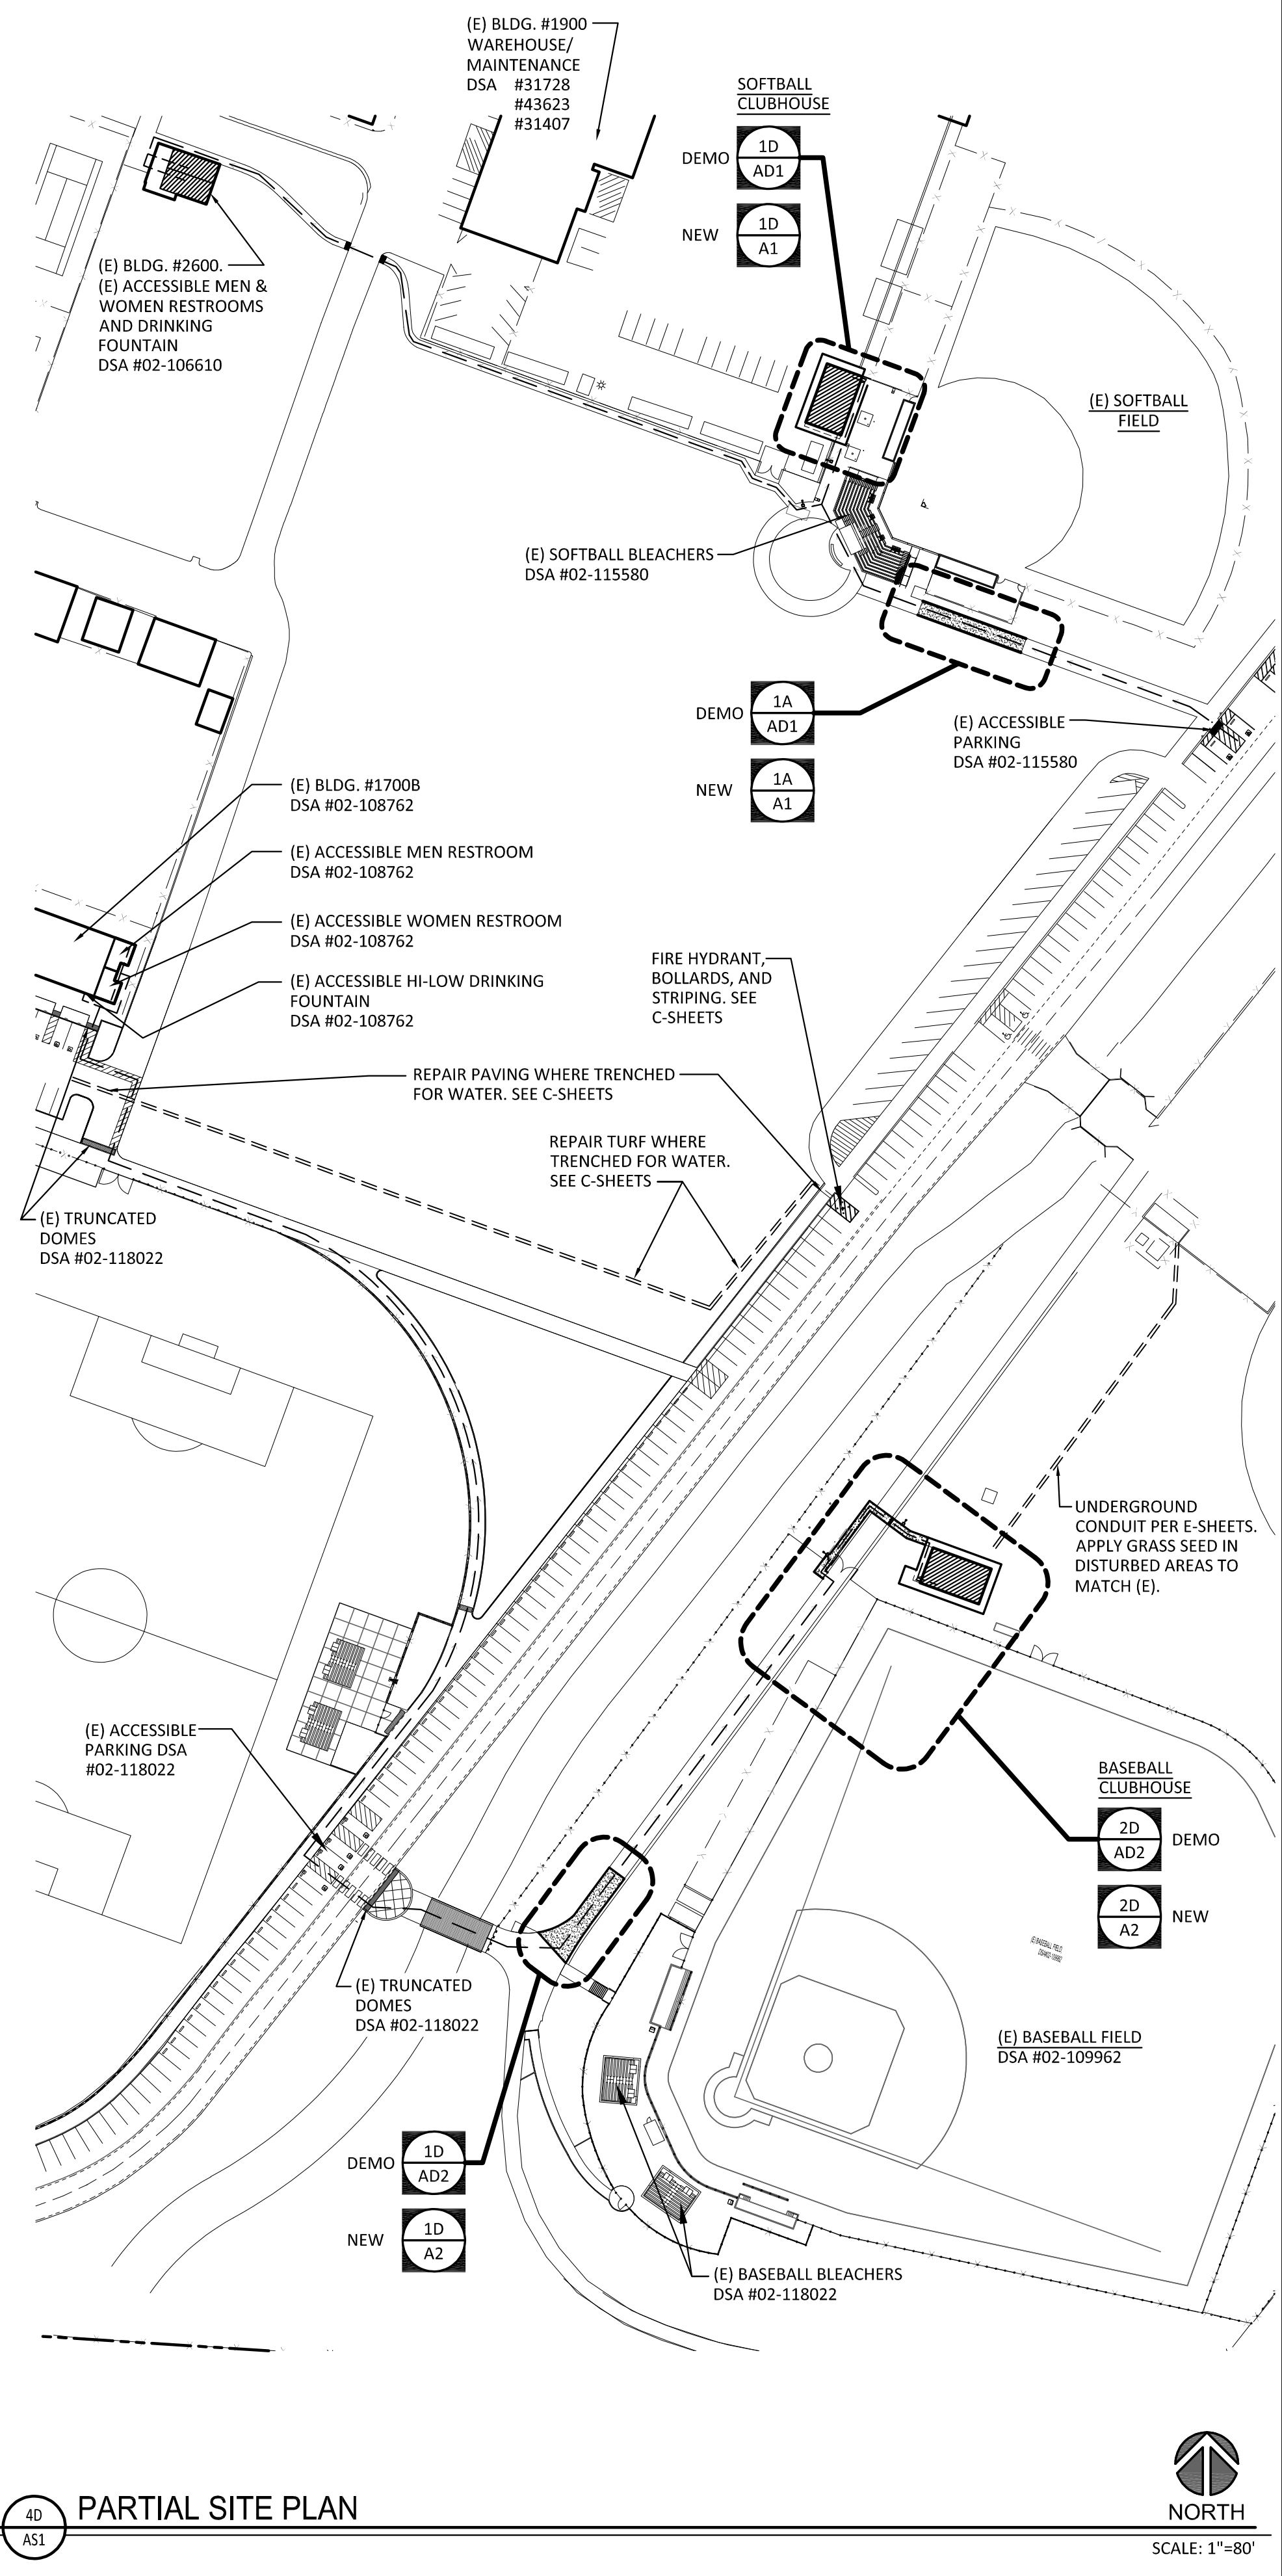 (E) BLDG. #1900
WAREHOUSE/
MAINTENANCE
DSA #31728
#43623
#31407
SOFTBALL
CLUBHOUSE
DEMO
1D
AD1
NEW
1D
A1
(E) BLDG. #2600.
(E) ACCESSIBLE MEN &
WOMEN RESTROOMS
AND DRINKING
FOUNTAIN
DSA #02-106610
(E) SOFTBALL
FIELD
(E) SOFTBALL BLEACHERS
DSA #02-115580
DEMO
1A
AD1
NEW
1A
A1
(E) ACCESSIBLE
PARKING
DSA #02-115580
(E) BLDG. #1700B
DSA #02-108762
(E) ACCESSIBLE MEN RESTROOM
DSA #02-108762
(E) ACCESSIBLE WOMEN RESTROOM
DSA #02-108762
(E) ACCESSIBLE HI-LOW DRINKING
FOUNTAIN
DSA #02-108762
FIRE HYDRANT,
BOLLARDS, AND
STRIPING. SEE
C-SHEETS
REPAIR PAVING WHERE TRENCHED
FOR WATER. SEE C-SHEETS
REPAIR TURF WHERE
TRENCHED FOR WATER.
SEE C-SHEETS
(E) TRUNCATED
DOMES
DSA #02-118022
UNDERGROUND
CONDUIT PER E-SHEETS.
APPLY GRASS SEED IN
DISTURBED AREAS TO
MATCH (E).
(E) ACCESSIBLE
PARKING DSA
#02-118022
BASEBALL
CLUBHOUSE
2D
AD2
DEMO
2D
A2
NEW
(E) BASEBALL FIELD
(E) TRUNCATED
DOMES
DSA #02-118022
(E) BASEBALL FIELD
DSA #02-109962
DEMO
1D
AD2
NEW
1D
A2
(E) BASEBALL BLEACHERS
DSA #02-118022
NORTH
4D
AS1
PARTIAL SITE PLAN
SCALE: 1"=80'